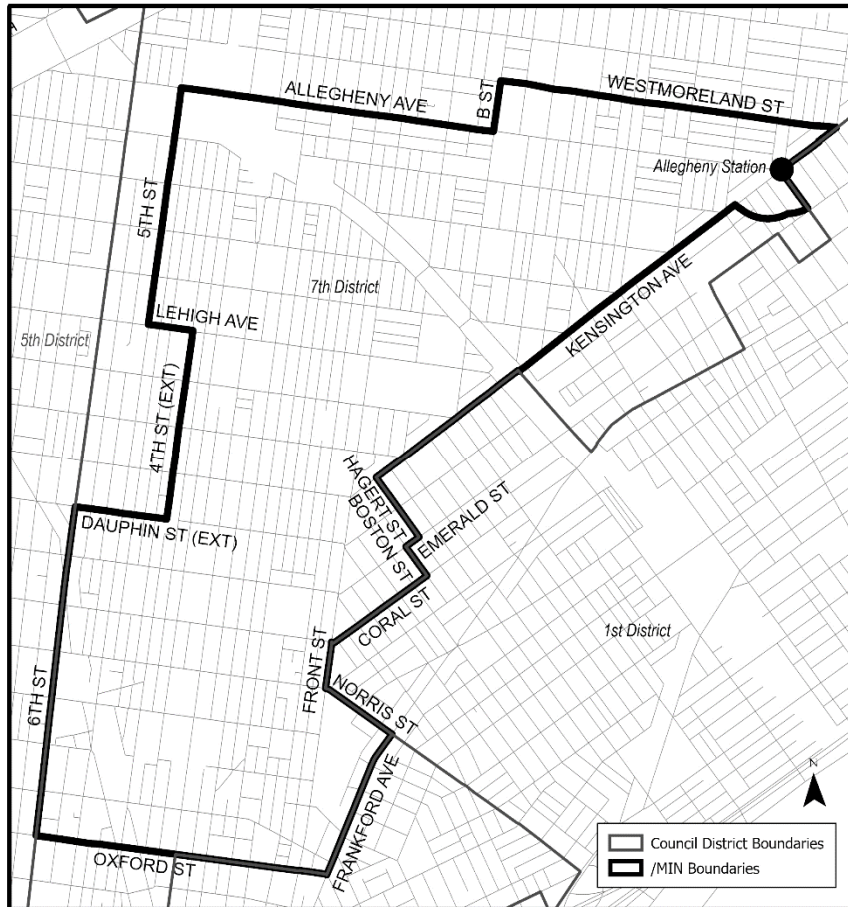 ALLEGHENY AVE
B ST
WESTMORELAND ST
Allegheny Station
5TH ST
7th District
KENSINGTON AVE
LEHIGH AVE
5th District
4TH ST (EXT)
HAGERT ST
BOSTON ST
EMERALD ST
DAUPHIN ST (EXT)
CORAL ST
1st District
FRONT ST
NORRIS ST
6TH ST
FRANKFORD AVE
OXFORD ST
N
Council District Boundaries
/MIN Boundaries